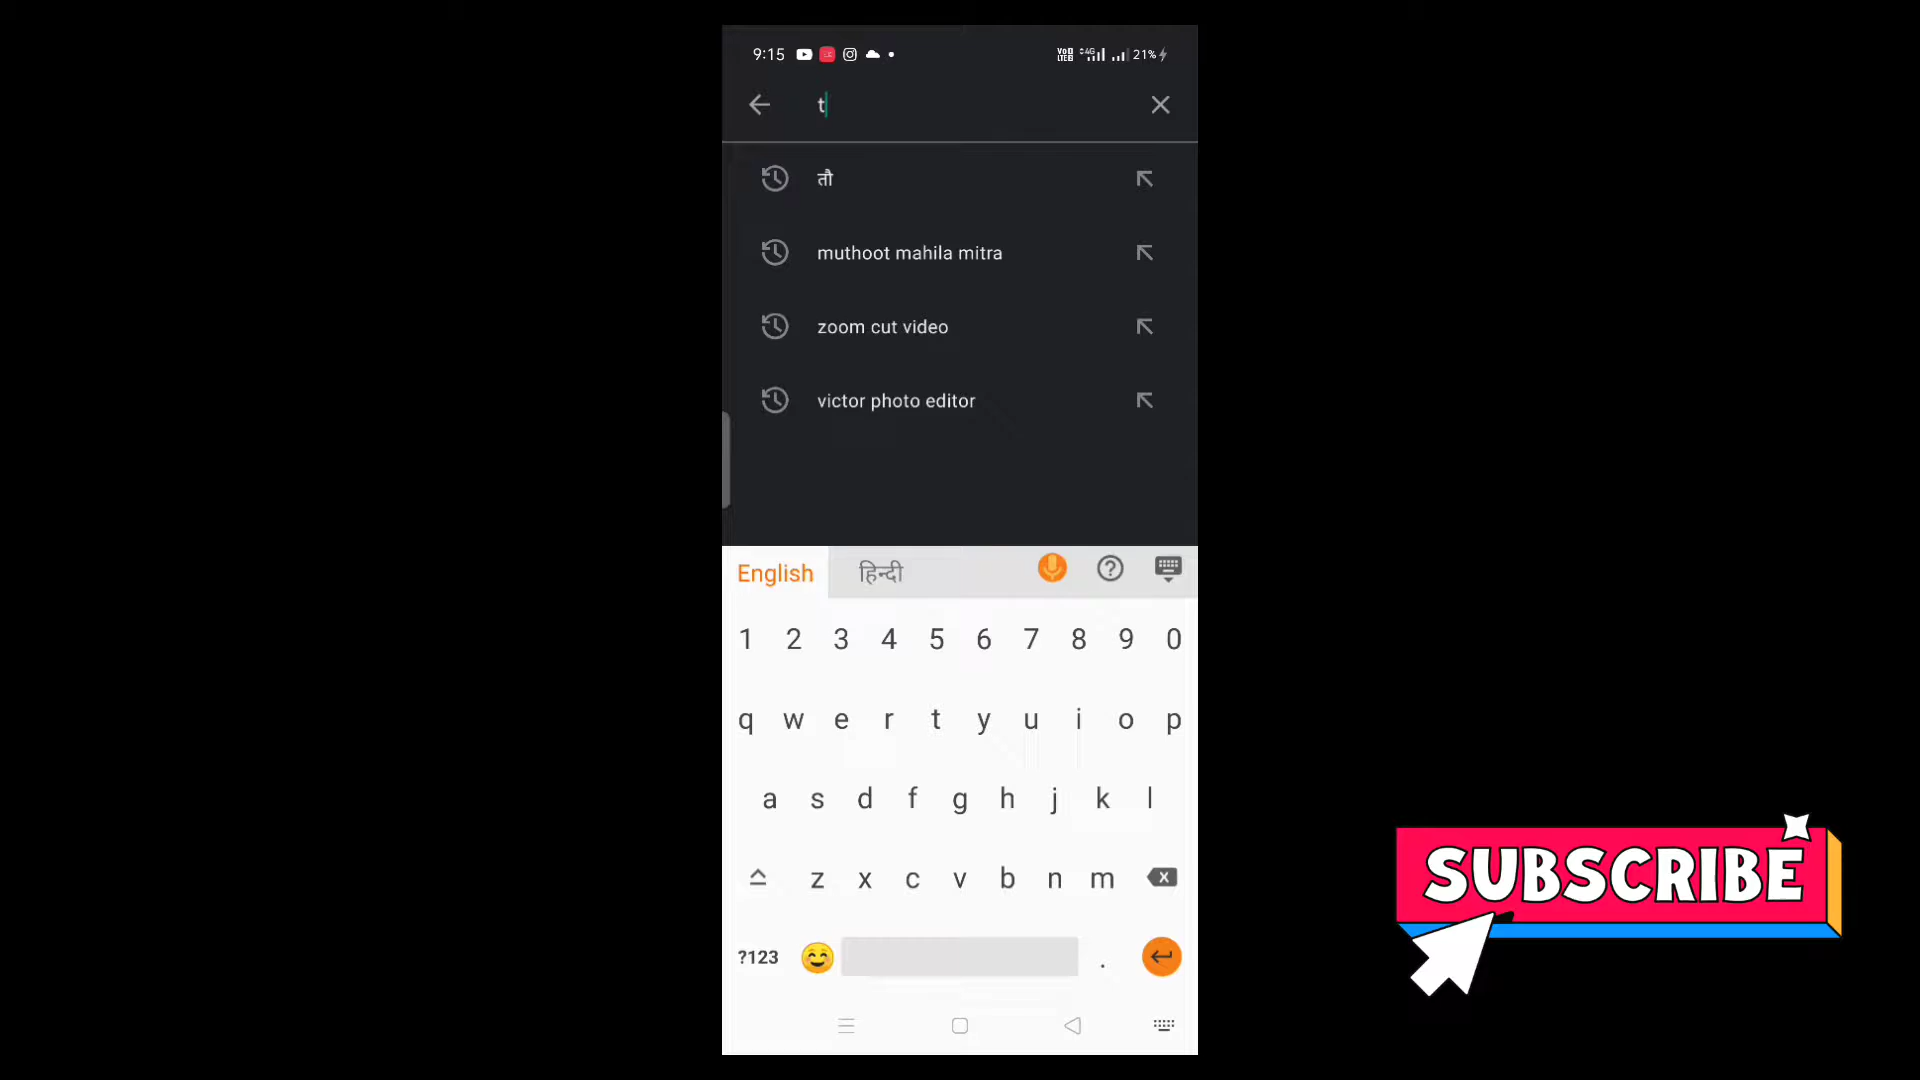 9:15 21%
t
तौ
muthoot mahila mitra
zoom cut video
victor photo editor
English हिन्दी
1 2 3 4 5 6 7 8 9 0
q w e r t y u i o p
a s d f g h j k l
z x c v b n m
?123 .
SUBSCRIBE